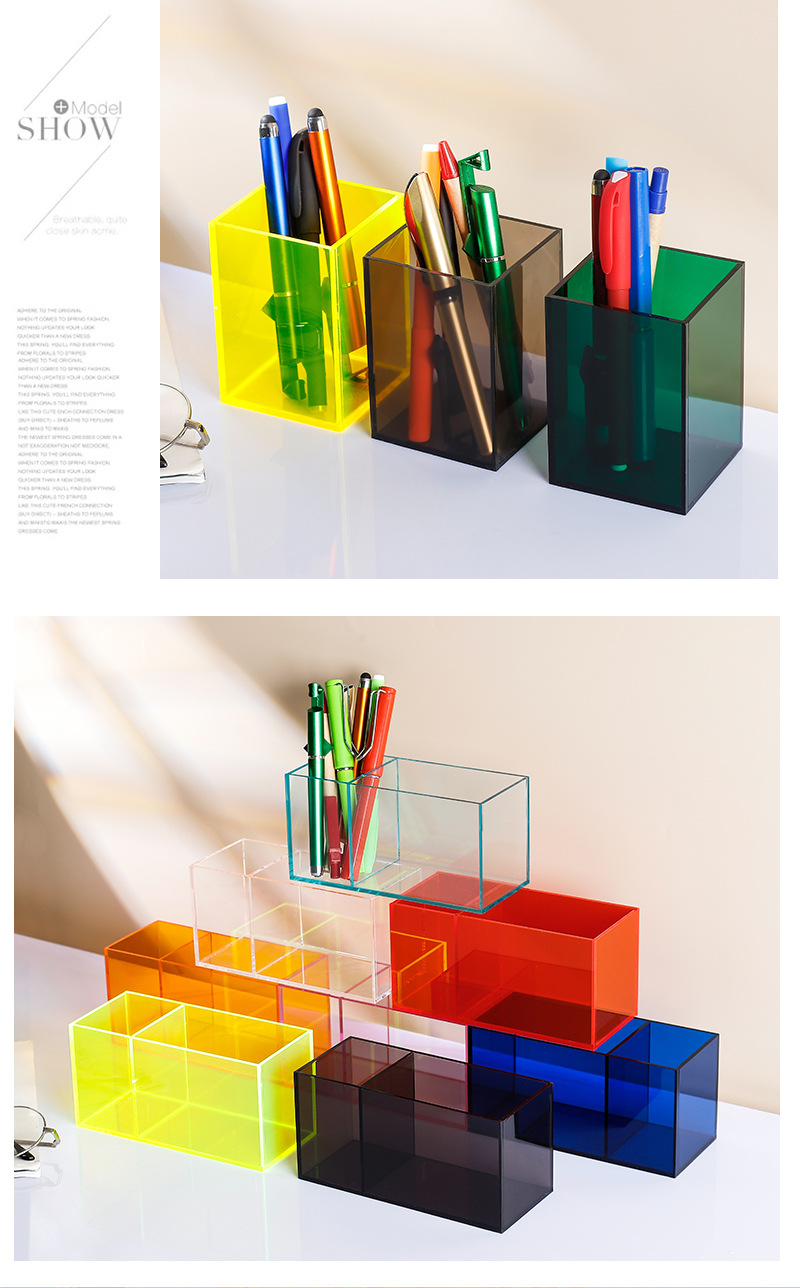 Model
SHOW
Breathable, quite
close skin acme.
ADHERE TO THE ORIGINAL
WHEN IT COMES TO SPRING FASHION,
NOTHING UPDATES YOUR LOOK
QUICKER THAN A NEW DRESS
THIS SPRING. YOU'LL FIND EVERYTHING
FROM FLORALS TO STRIPES
ADHERE TO THE ORIGINAL
WHEN IT COMES TO SPRING FASHION,
NOTHING UPDATES YOUR LOOK QUICKER
THAN A NEW DRESS
THIS SPRING. YOU'LL FIND EVERYTHING
FROM FLORALS TO STRIPES
LIKE THIS CUTE ENCH CONNECTION DRESS
(BUY DIRECT) – SHEATHS TO PEPLUMS
AND MAXIS TO MAXIS
THE NEWEST SPRING DRESSES COME IN A
NOT EXAGGERATION NOT MEDIOCRE,
ADHERE TO THE ORIGINAL
WHEN IT COMES TO SPRING FASHION,
NOTHING UPDATES YOUR LOOK
QUICKER THAN A NEW DRESS
THIS SPRING. YOU'LL FIND EVERYTHING
FROM FLORALS TO STRIPES
LIKE THIS CUTE FRENCH CONNECTION
(BUY DIRECT) – SHEATHS TO PEPLUMS
THE NEWEST SPRING
DRESSES COME